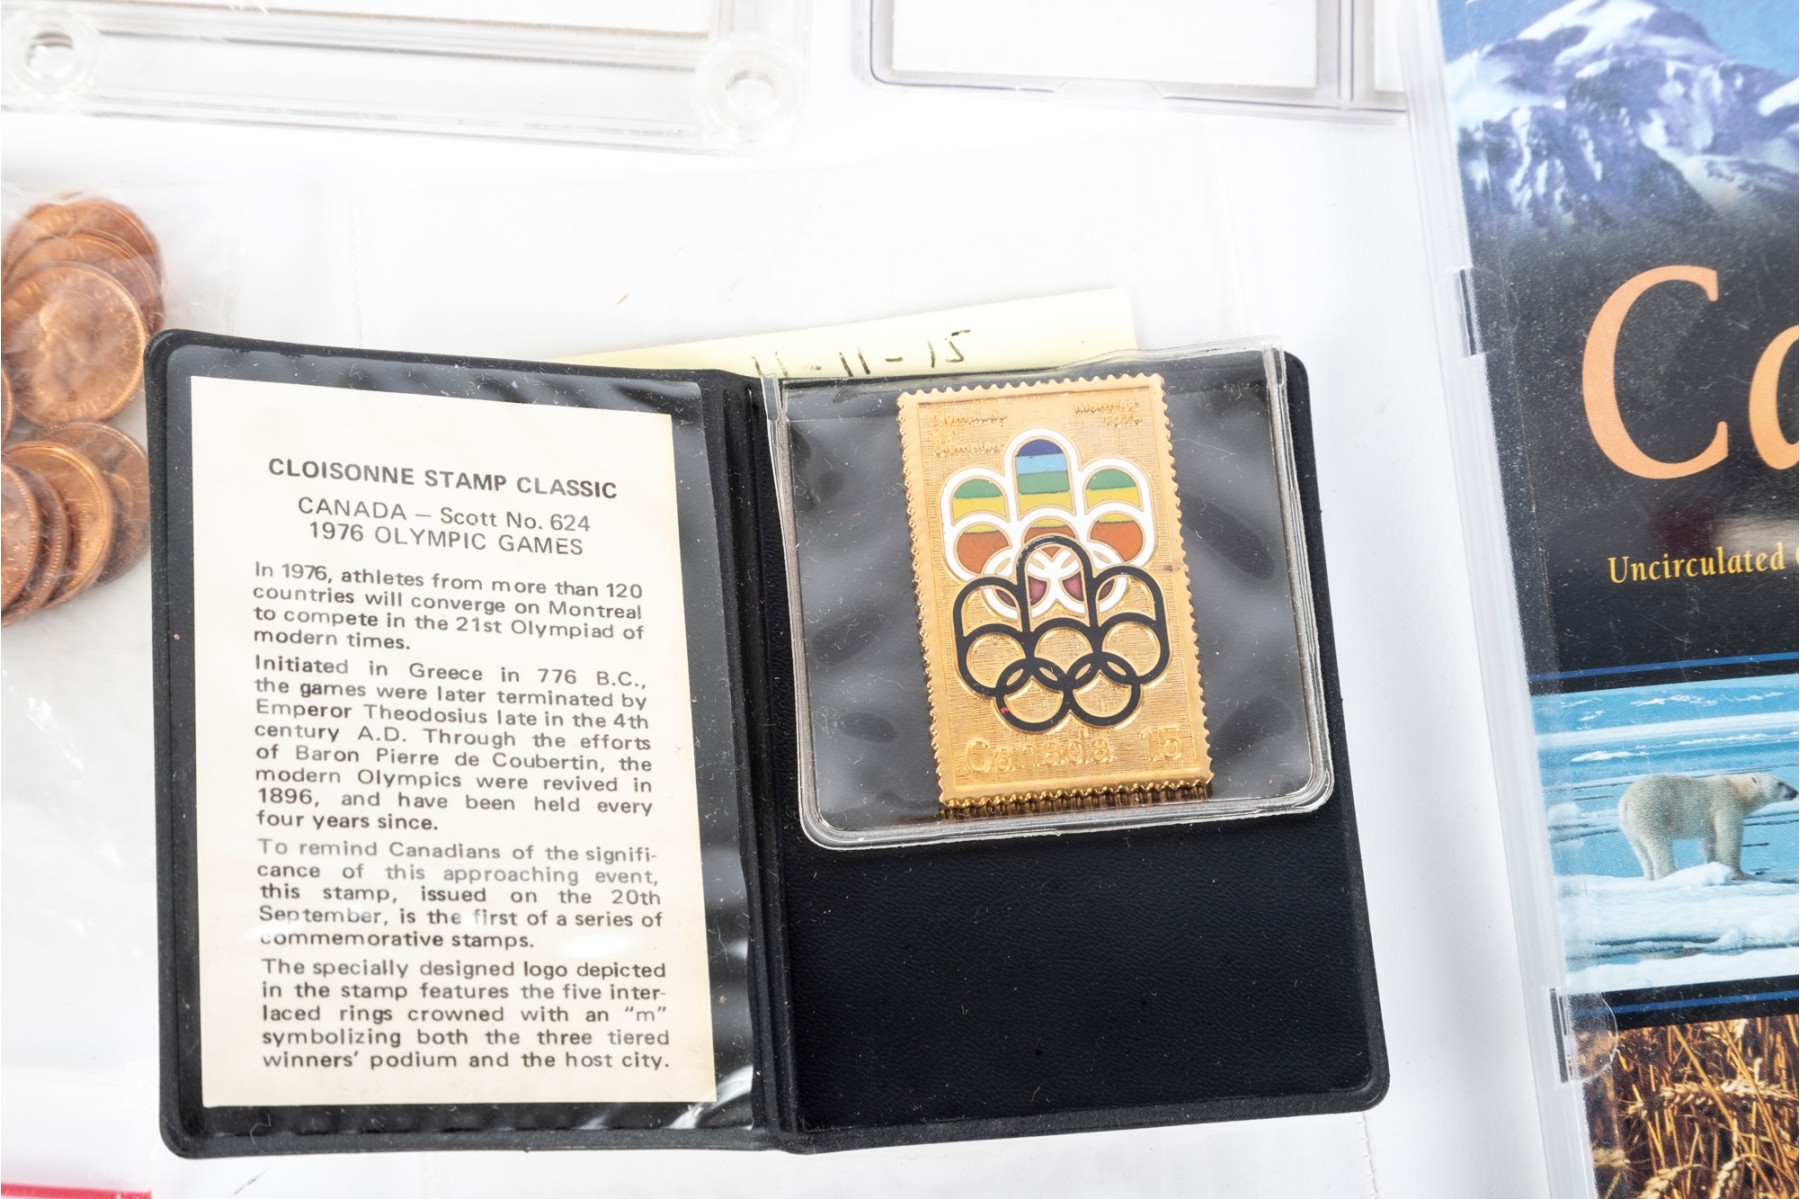 11-11-15
CLOISONNE STAMP CLASSIC
CANADA — Scott No. 624
1976 OLYMPIC GAMES
In 1976, athletes from more than 120
countries will converge on Montreal
to compete in the 21st Olympiad of
modern times.
Initiated in Greece in 776 B.C.,
the games were later terminated by
Emperor Theodosius late in the 4th
century A.D. Through the efforts
of Baron Pierre de Coubertin, the
modern Olympics were revived in
1896, and have been held every
four years since.
To remind Canadians of the signifi-
cance of this approaching event,
this stamp, issued on the 20th
September, is the first of a series of
commemorative stamps.
The specially designed logo depicted
in the stamp features the five inter-
laced rings crowned with an "m"
symbolizing both the three tiered
winners' podium and the host city.
Canada 15
Ca
Uncirculated